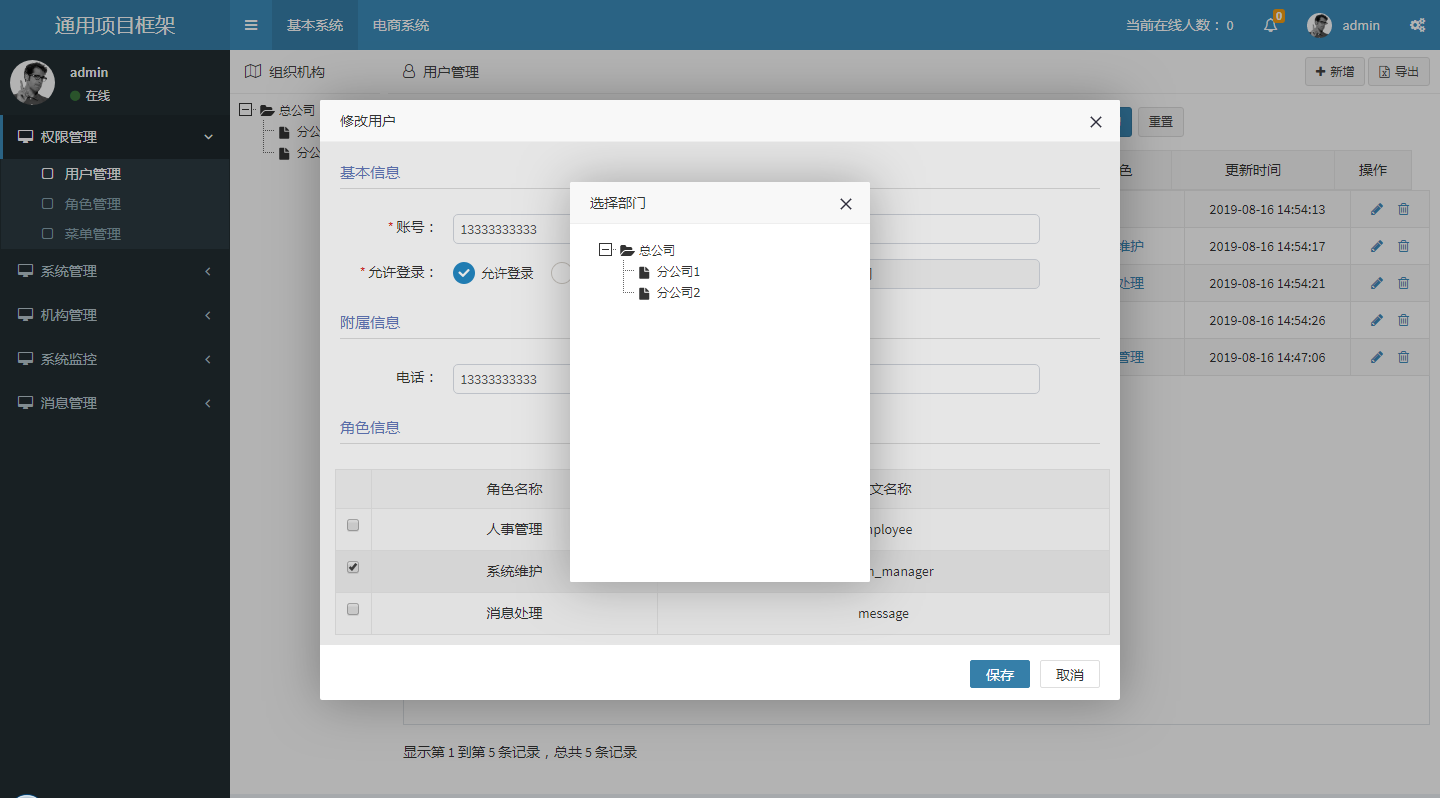 通用项目框架
基本系统
电商系统
当前在线人数：0
0
admin
admin
在线
权限管理
用户管理
角色管理
菜单管理
系统管理
机构管理
系统监控
消息管理
组织机构
用户管理
新增
导出
总公司
分公
分公
重置
色
更新时间
操作
2019-08-16 14:54:13
维护
2019-08-16 14:54:17
处理
2019-08-16 14:54:21
2019-08-16 14:54:26
管理
2019-08-16 14:47:06
修改用户
基本信息
*账号：
13333333333
*允许登录：
允许登录
附属信息
电话：
13333333333
角色信息
角色名称
文名称
人事管理
mployee
系统维护
m_manager
消息处理
message
保存
取消
选择部门
总公司
分公司1
分公司2
显示第 1 到第 5 条记录，总共 5 条记录